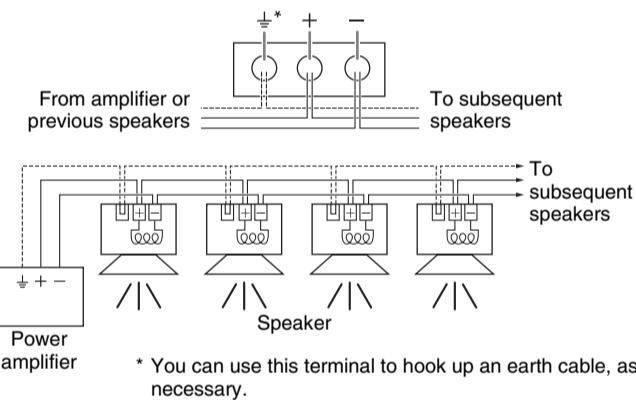 * + −
From amplifier or
previous speakers
To subsequent
speakers
To
subsequent
speakers
+ − + − + − + −
+ −
Power
amplifier
Speaker
* You can use this terminal to hook up an earth cable, as
necessary.